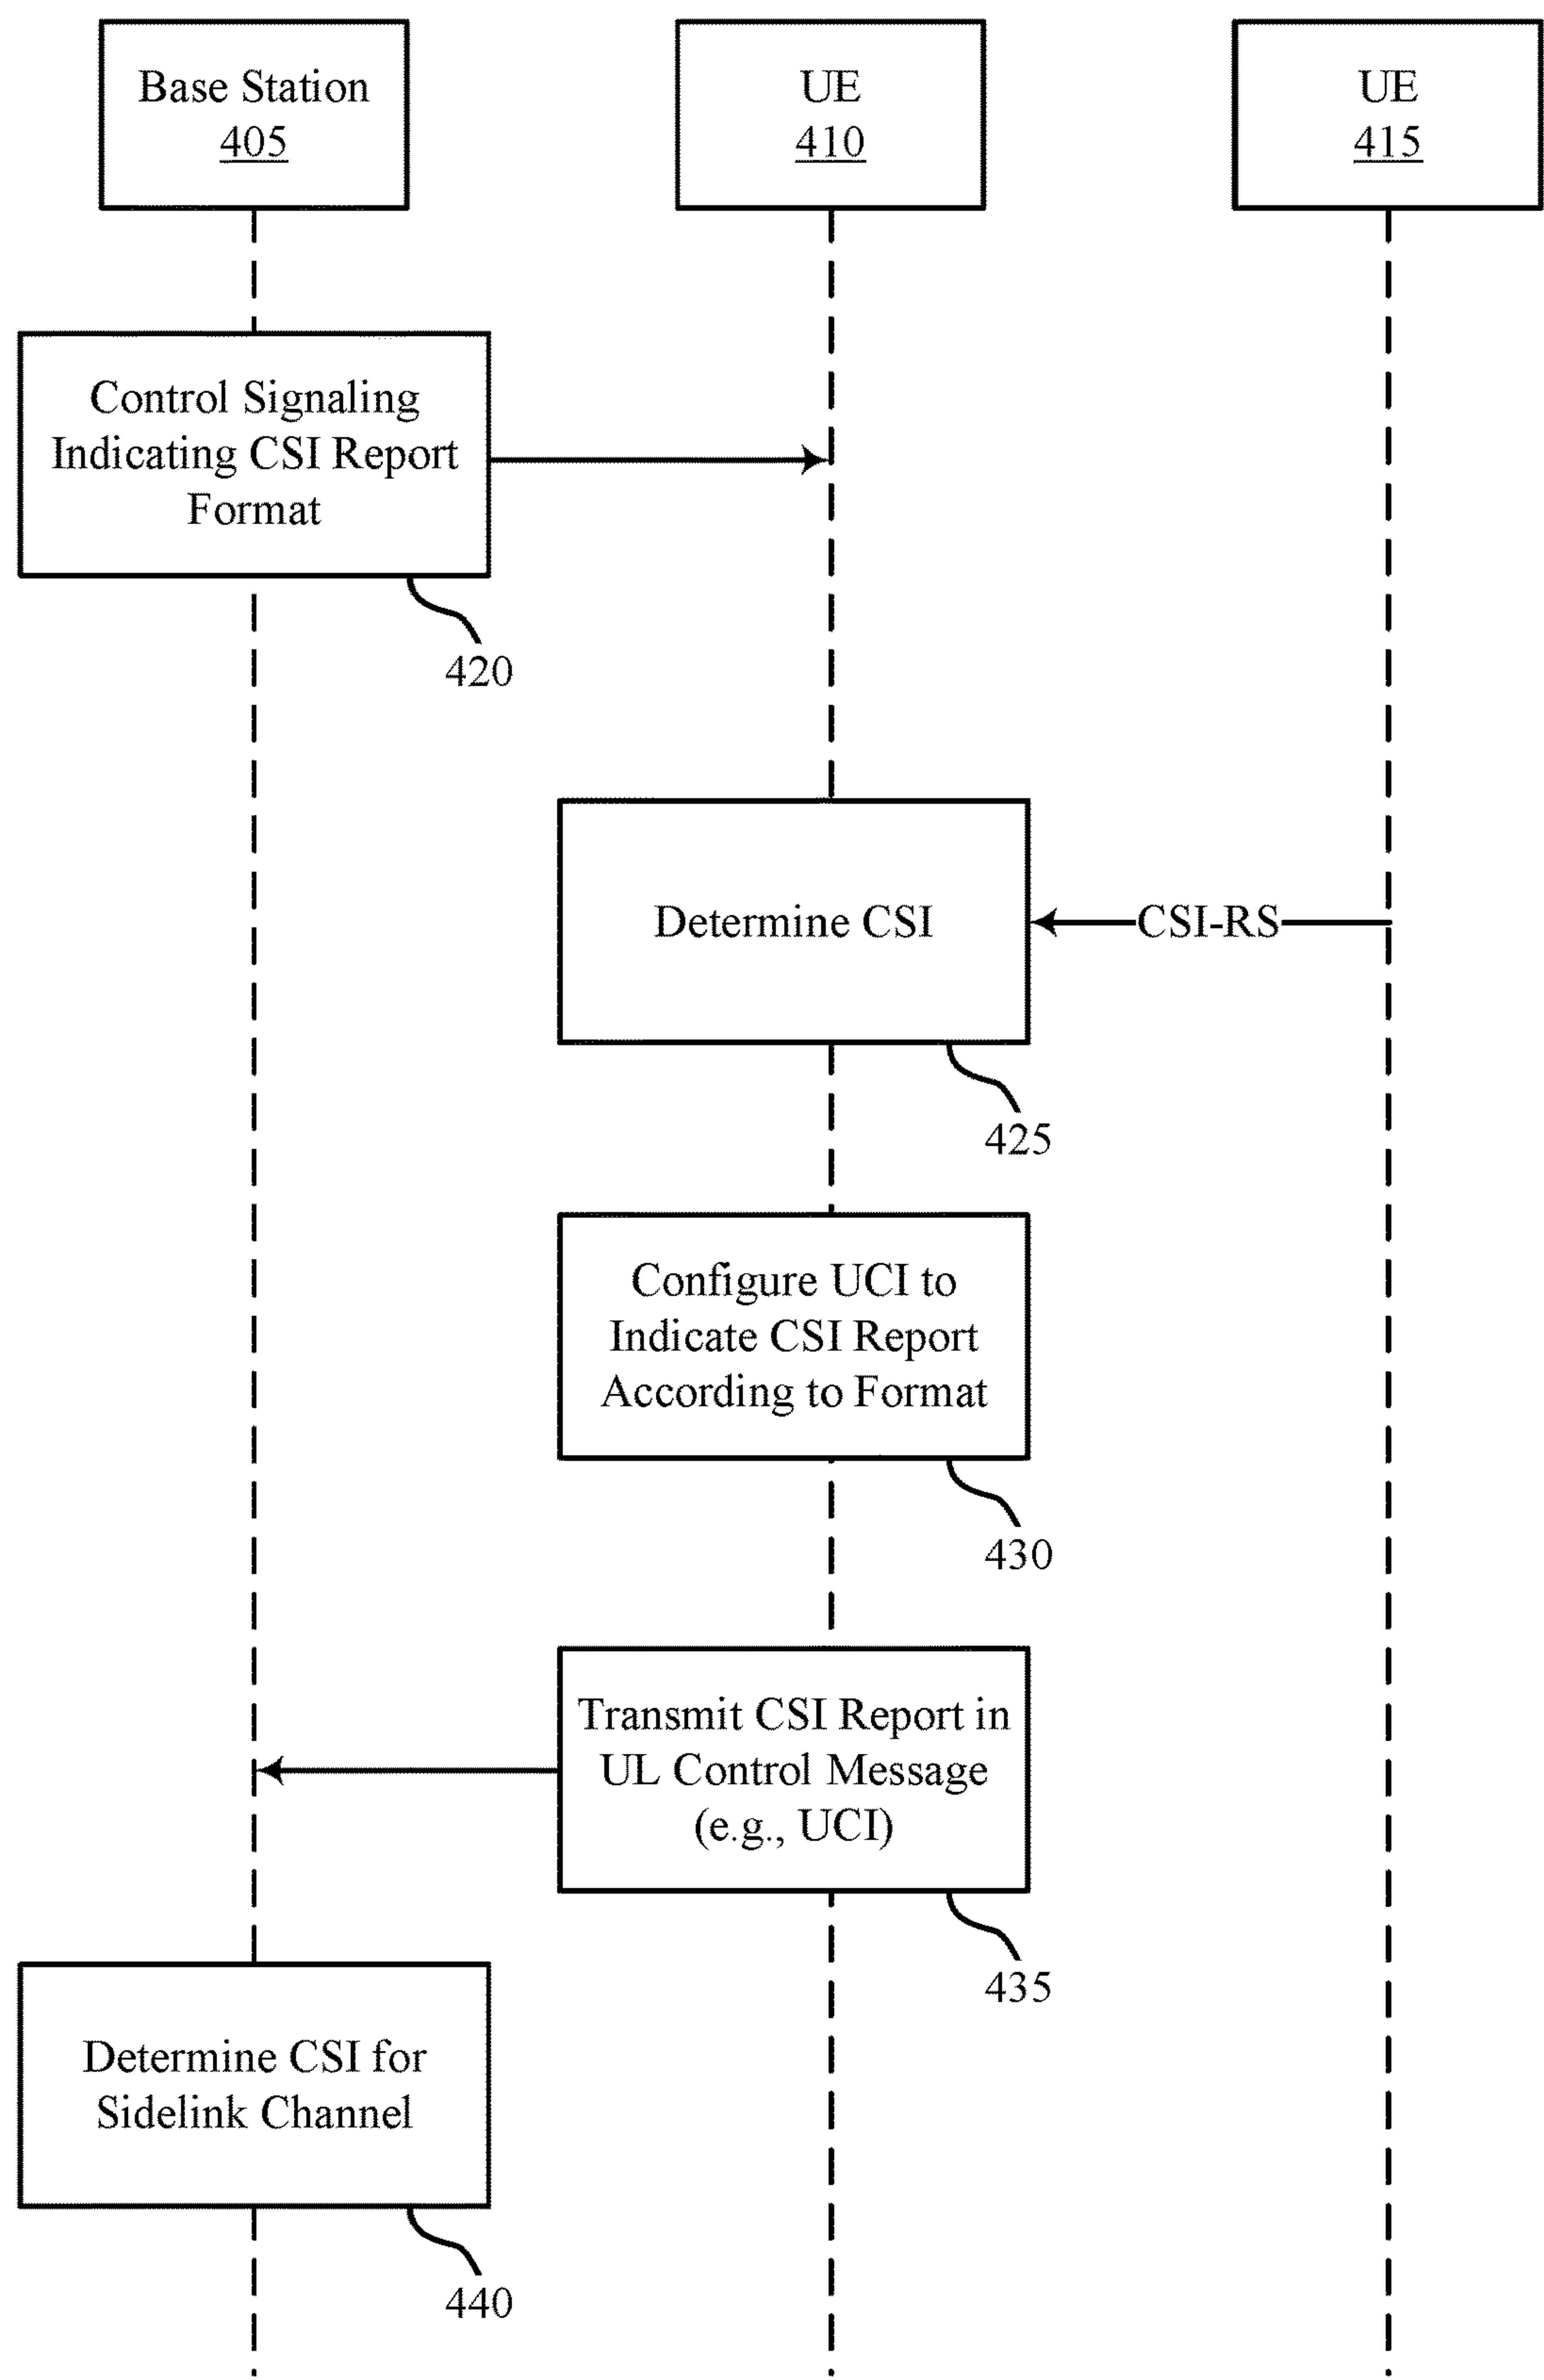 Base Station
405
UE
410
UE
415
Control Signaling
Indicating CSI Report
Format
420
Determine CSI
CSI-RS
425
Configure UCI to
Indicate CSI Report
According to Format
430
Transmit CSI Report in
UL Control Message
(e.g., UCI)
435
Determine CSI for
Sidelink Channel
440